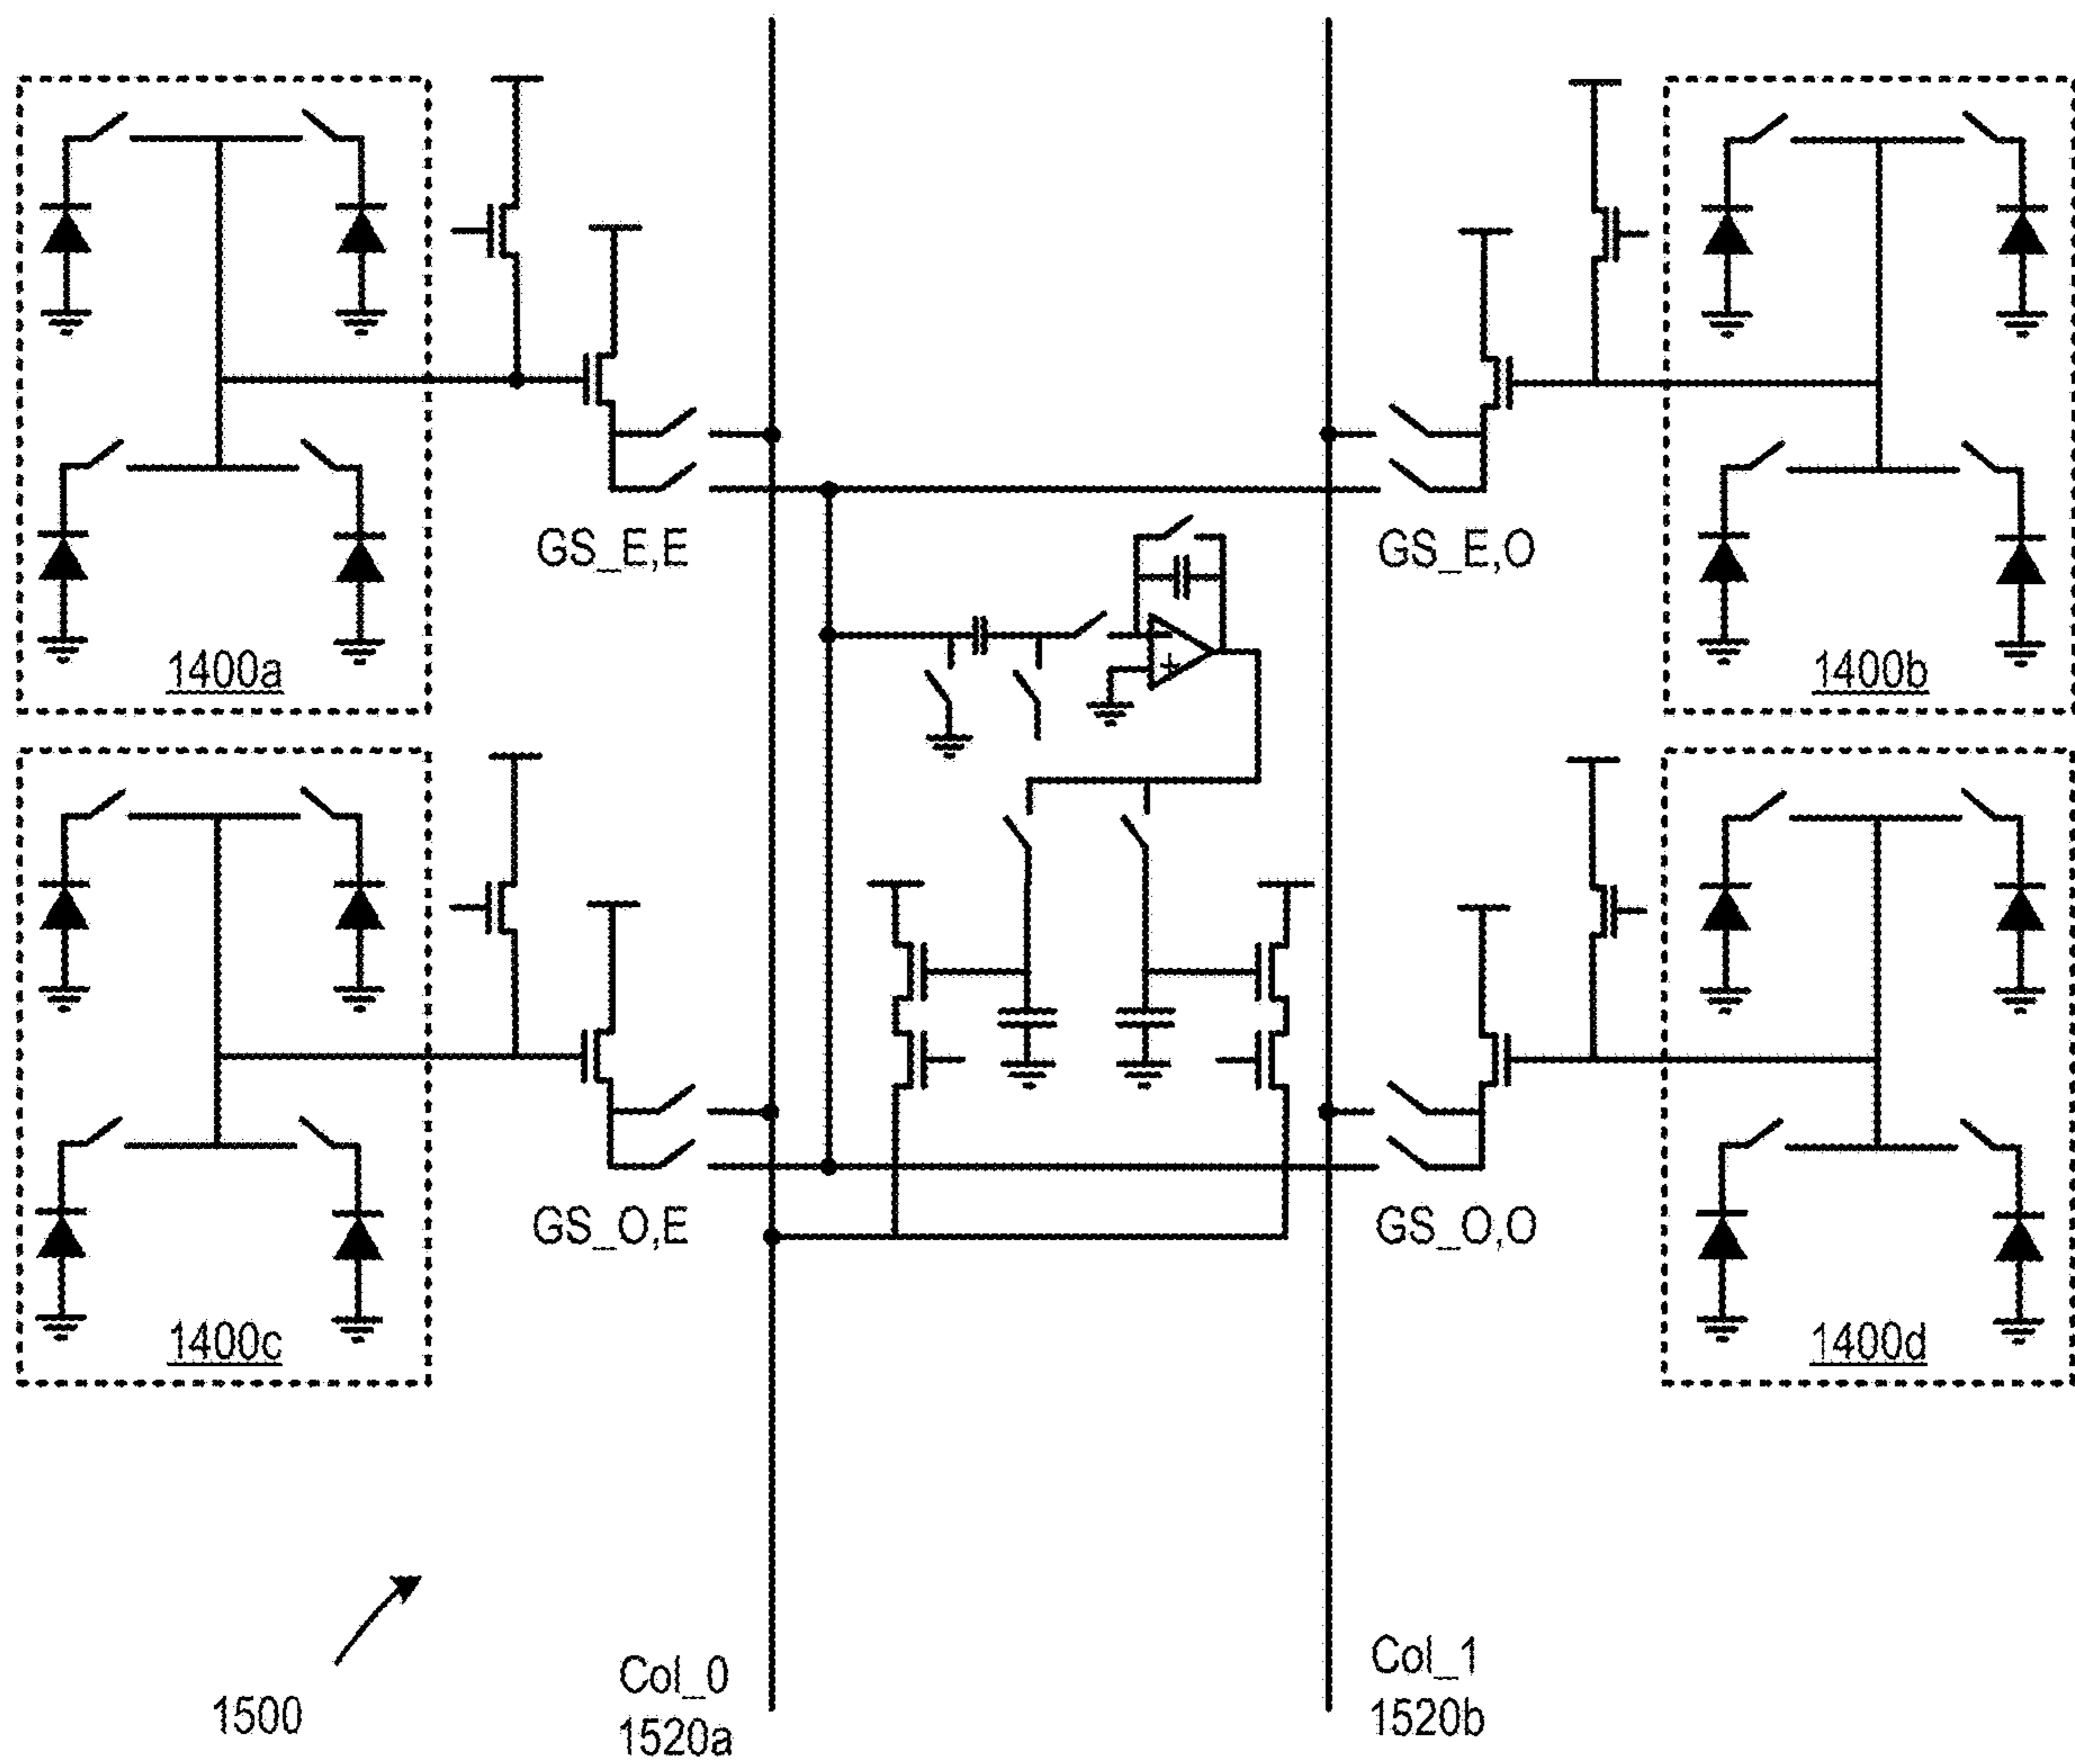 GS_E,E
GS_E,O
1400a
1400b
GS_O,E
GS_O,O
1400c
1400d
1500
Col_0
1520a
Col_1
1520b